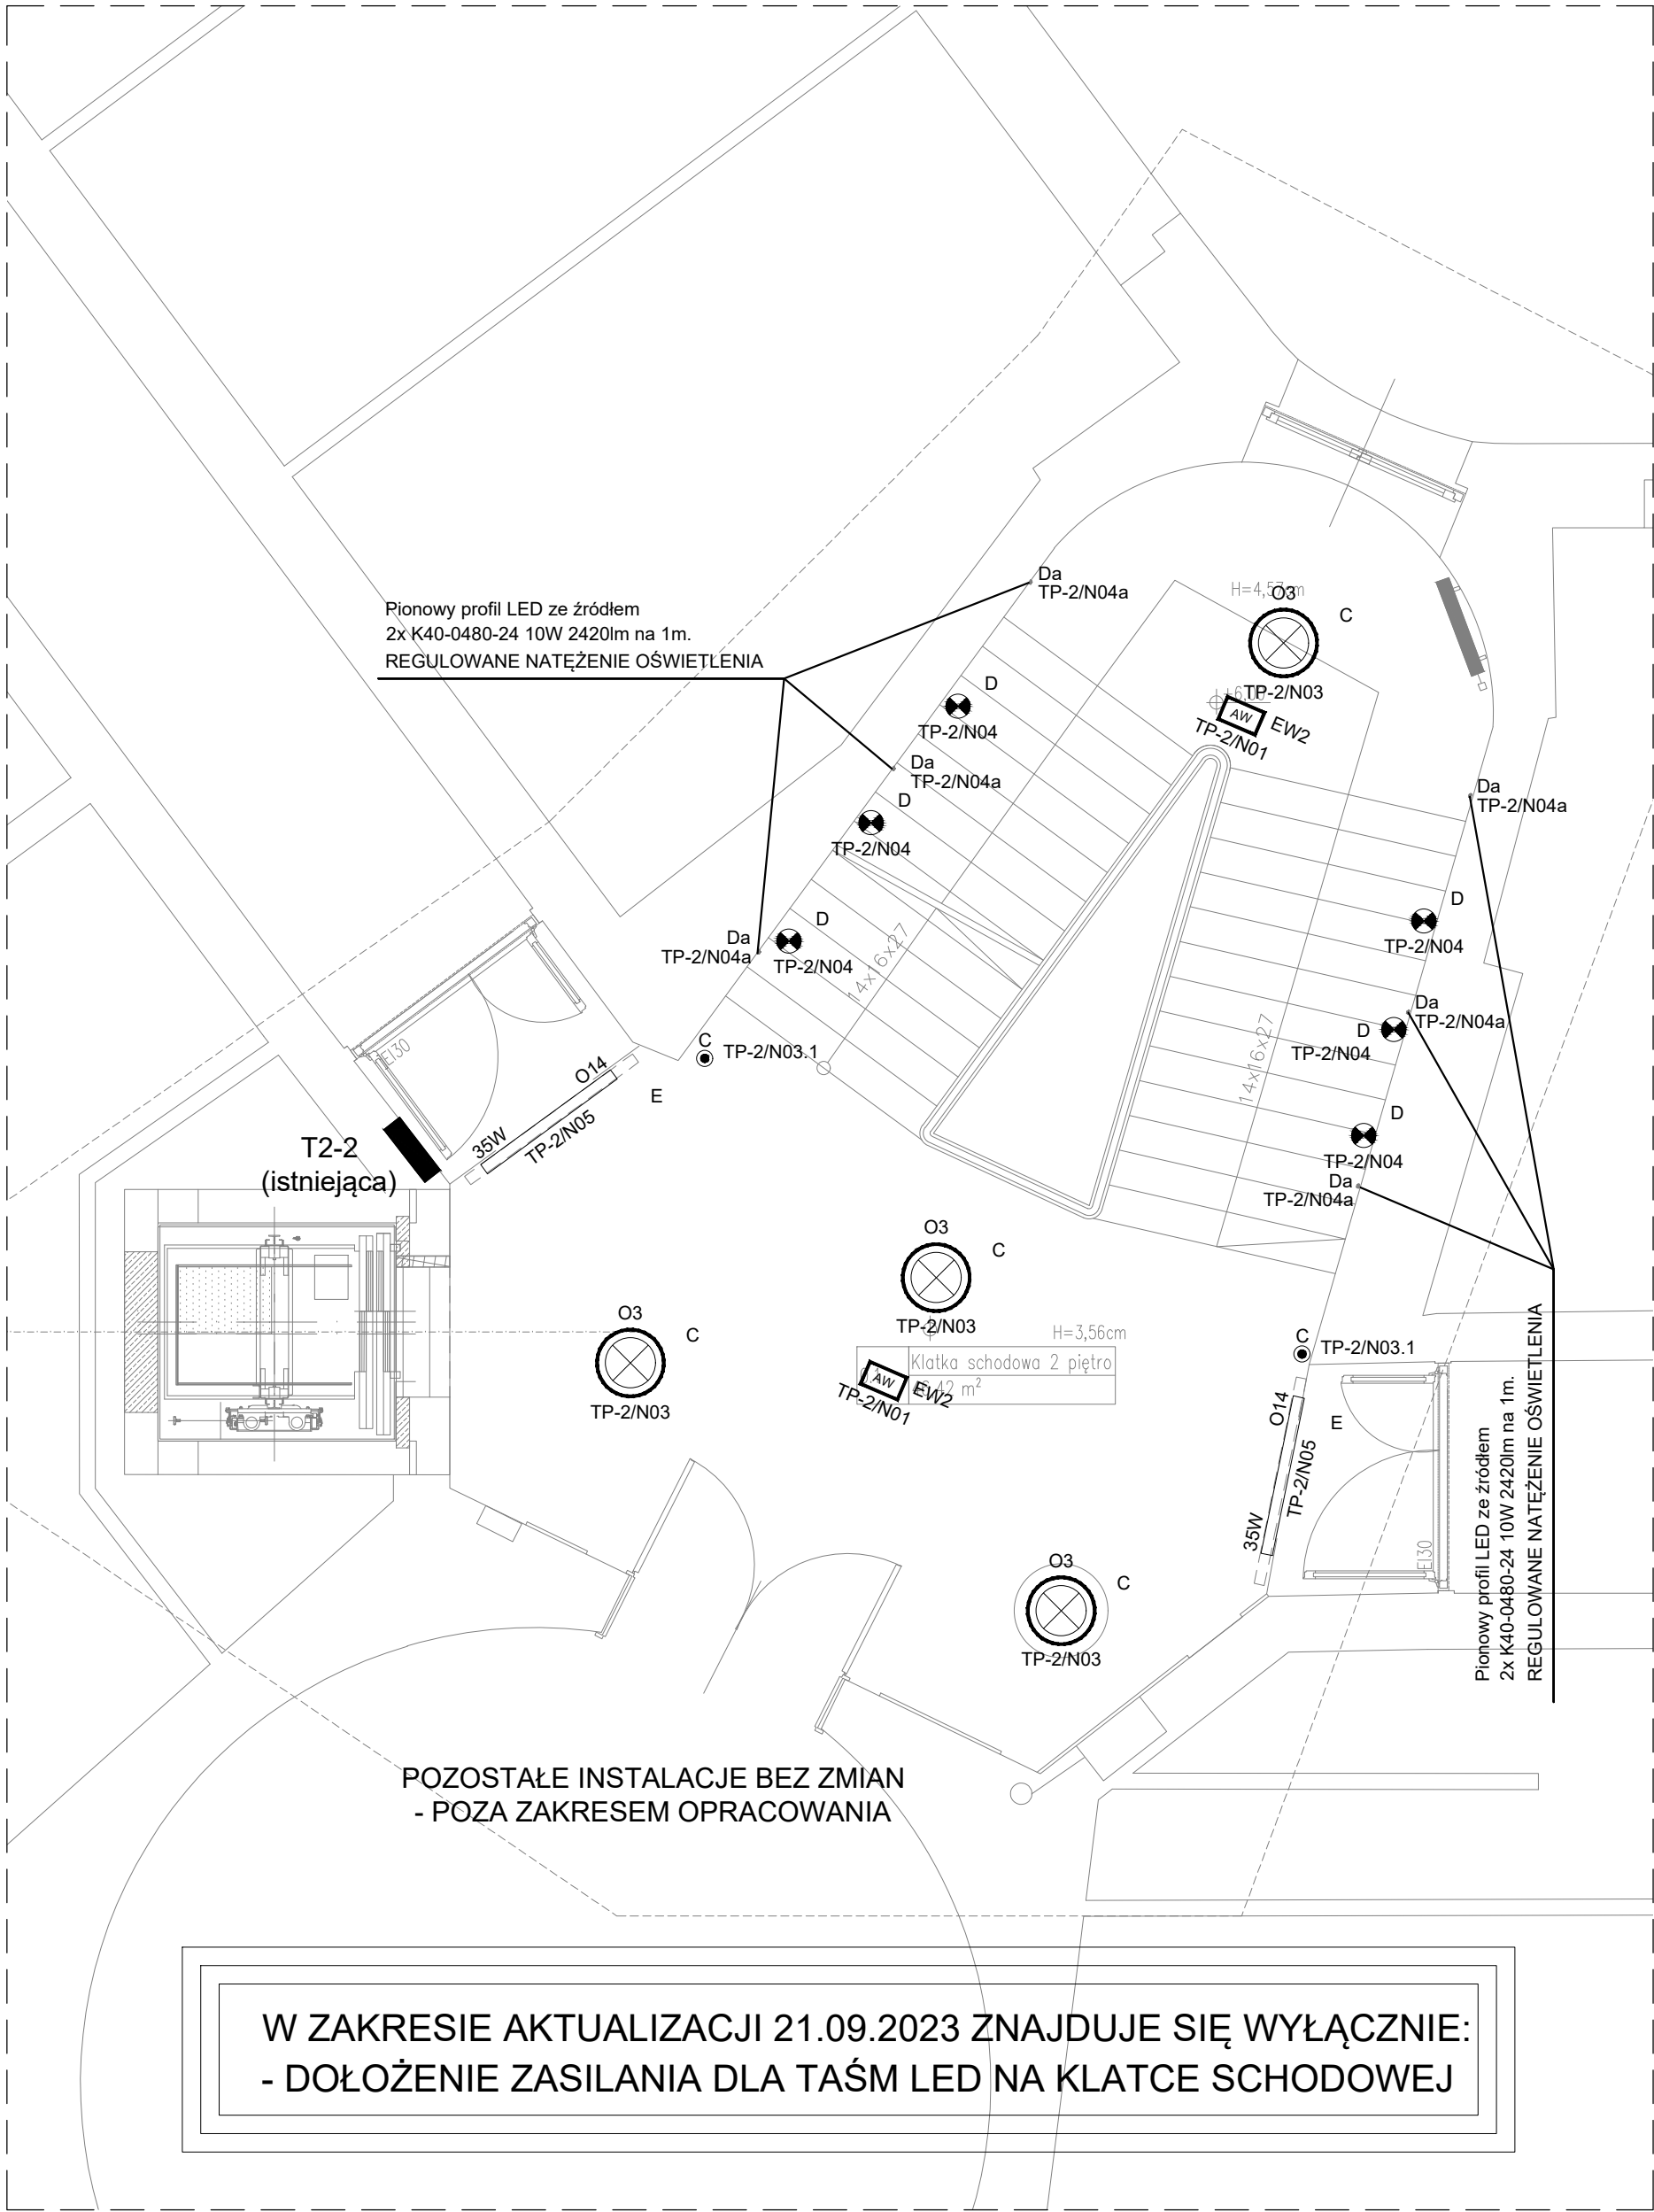 Pionowy profil LED ze źródłem
2x K40-0480-24 10W 2420lm na 1m.
REGULOWANE NATĘŻENIE OŚWIETLENIA
Da
TP-2/N04a
H=4,57cm
O3
C
TP-2/N03
D
TP-2/N04
AW
EW2
TP-2/N01
Da
TP-2/N04a
D
TP-2/N04
Da
TP-2/N04a
D
TP-2/N04
D
TP-2/N04
Da
TP-2/N04a
14x16x27
Da
TP-2/N04a
D
TP-2/N04
14x16x27
C
TP-2/N03.1
EI30
O14
E
35W
TP-2/N05
T2-2
(istniejąca)
D
TP-2/N04
Da
TP-2/N04a
O3
C
TP-2/N03
O3
C
TP-2/N03
H=3,56cm
Klatka schodowa 2 piętro
m²
AW
EW2
TP-2/N01
C
TP-2/N03.1
O14
E
35W
TP-2/N05
EI30
Pionowy profil LED ze źródłem
2x K40-0480-24 10W 2420lm na 1m.
REGULOWANE NATĘŻENIE OŚWIETLENIA
O3
C
TP-2/N03
POZOSTAŁE INSTALACJE BEZ ZMIAN
- POZA ZAKRESEM OPRACOWANIA
W ZAKRESIE AKTUALIZACJI 21.09.2023 ZNAJDUJE SIĘ WYŁĄCZNIE:
- DOŁOŻENIE ZASILANIA DLA TAŚM LED NA KLATCE SCHODOWEJ